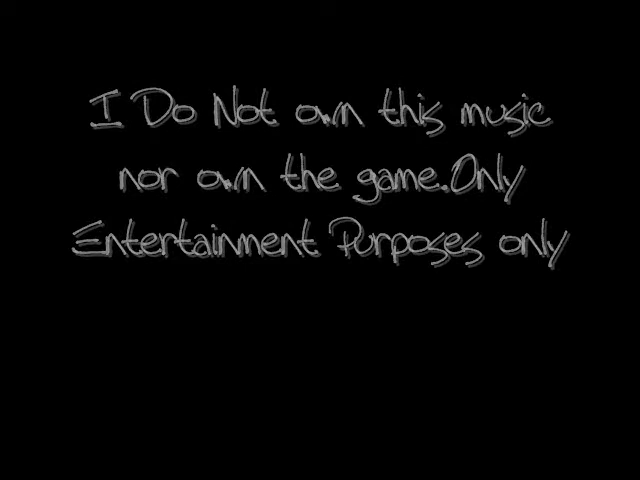 I Do Not own this music
nor own the game.Only
Entertainment Purposes only